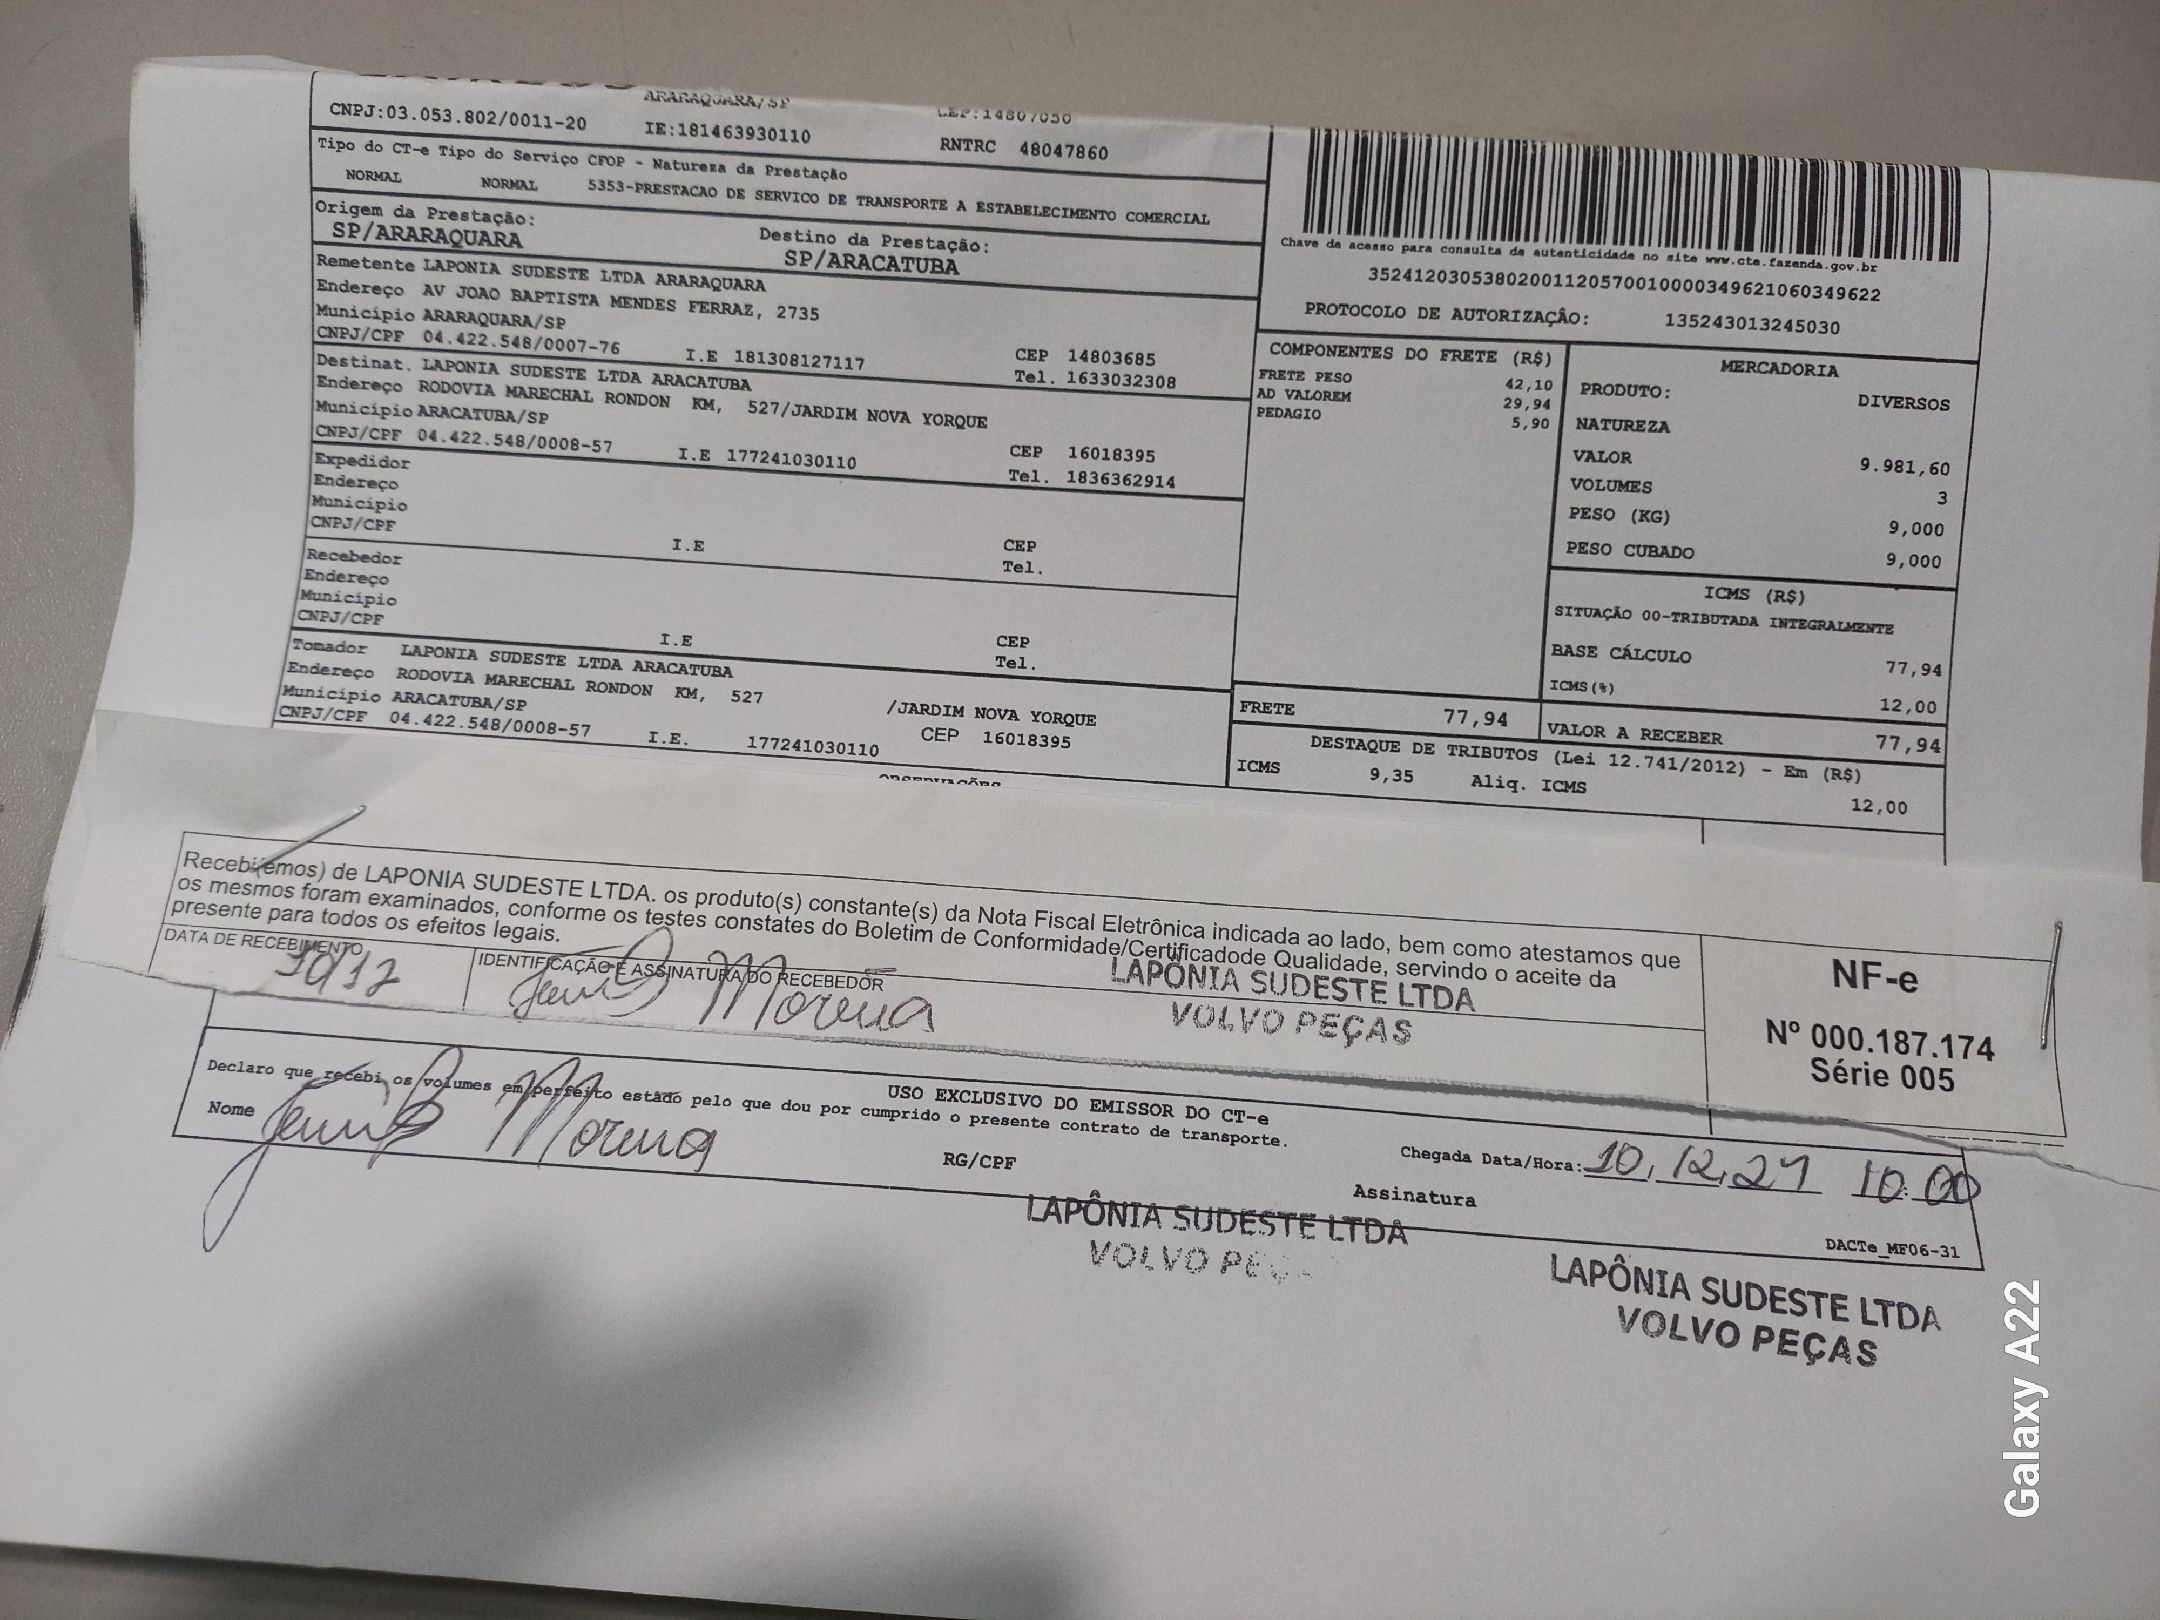 ARARAQUARA/SP CEP:14807050
CNPJ:03.053.802/0011-20 IE:181463930110 RNTRC 48047860
Tipo do CT-e Tipo do Serviço CFOP - Natureza da Prestação
NORMAL NORMAL 5353-PRESTACAO DE SERVICO DE TRANSPORTE A ESTABELECIMENTO COMERCIAL
Origem da Prestação: Destino da Prestação:
SP/ARARAQUARA SP/ARACATUBA
Remetente LAPONIA SUDESTE LTDA ARARAQUARA
Endereço AV JOAO BAPTISTA MENDES FERRAZ, 2735
Município ARARAQUARA/SP CEP 14803685
CNPJ/CPF 04.422.548/0007-76 I.E 181308127117 Tel. 1633032308
Destinat. LAPONIA SUDESTE LTDA ARACATUBA
Endereço RODOVIA MARECHAL RONDON KM, 527/JARDIM NOVA YORQUE
Município ARACATUBA/SP CEP 16018395
CNPJ/CPF 04.422.548/0008-57 I.E 177241030110 Tel. 1836362914
Expedidor
Endereço
Município CEP
CNPJ/CPF I.E Tel.
Recebedor
Endereço
Município CEP
CNPJ/CPF I.E Tel.
Tomador LAPONIA SUDESTE LTDA ARACATUBA
Endereço RODOVIA MARECHAL RONDON KM, 527 /JARDIM NOVA YORQUE
Município ARACATUBA/SP CEP 16018395
CNPJ/CPF 04.422.548/0008-57 I.E. 177241030110
OBSERVAÇÕES
Chave de acesso para consulta de autenticidade no site www.cte.fazenda.gov.br
35241203053802001120570010000349621060349622
PROTOCOLO DE AUTORIZAÇÃO: 135243013245030
COMPONENTES DO FRETE (R$)
FRETE PESO 42,10
AD VALOREM 29,94
PEDAGIO 5,90
MERCADORIA
PRODUTO: DIVERSOS
NATUREZA
VALOR 9.981,60
VOLUMES 3
PESO (KG) 9,000
PESO CUBADO 9,000
ICMS (R$)
SITUAÇÃO 00-TRIBUTADA INTEGRALMENTE
BASE CÁLCULO 77,94
ICMS(%) 12,00
FRETE 77,94 VALOR A RECEBER 77,94
DESTAQUE DE TRIBUTOS (Lei 12.741/2012) - Em (R$)
ICMS 9,35 Aliq. ICMS 12,00
Recebi(emos) de LAPONIA SUDESTE LTDA. os produto(s) constante(s) da Nota Fiscal Eletrônica indicada ao lado, bem como atestamos que
os mesmos foram examinados, conforme os testes constates do Boletim de Conformidade/Certificadode Qualidade, servindo o aceite da
presente para todos os efeitos legais.
DATA DE RECEBIMENTO IDENTIFICAÇÃO E ASSINATURA DO RECEBEDOR
Morena
LAPÔNIA SUDESTE LTDA
VOLVO PEÇAS
NF-e
Nº 000.187.174
Série 005
USO EXCLUSIVO DO EMISSOR DO CT-e
Declaro que recebi os volumes em perfeito estado pelo que dou por cumprido o presente contrato de transporte.
Nome Morena RG/CPF Assinatura
Chegada Data/Hora: 10, 12, 24 10:00
DACTe_MF06-31
LAPÔNIA SUDESTE LTDA
VOLVO PEÇ
LAPÔNIA SUDESTE LTDA
VOLVO PEÇAS
Galaxy A22